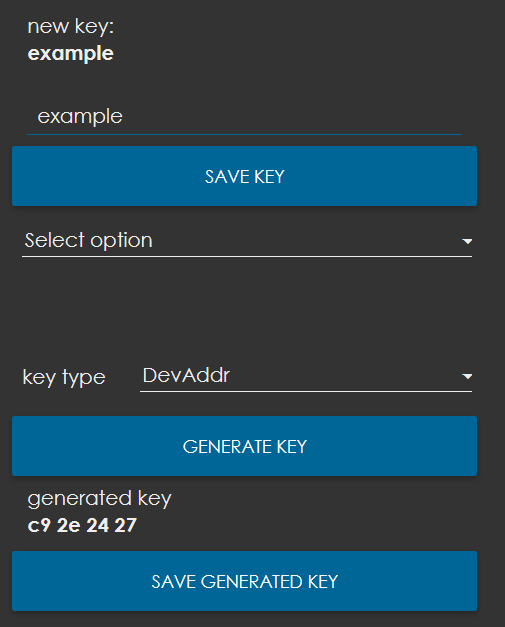 new key:
example
example
SAVE KEY
Select option
key type DevAddr
GENERATE KEY
generated key
c9 2e 24 27
SAVE GENERATED KEY